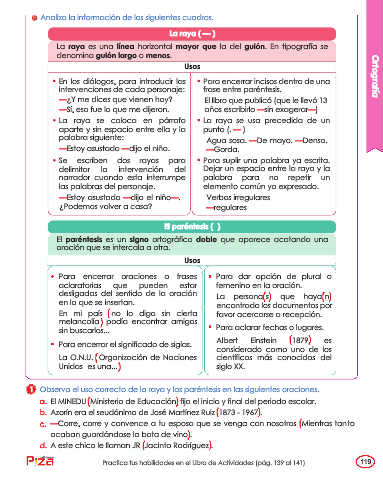 Analiza la información de los siguientes cuadros.
La raya ( — )
La raya es una línea horizontal mayor que la del guión. En tipografía se
denomina guión largo o menos.
Usos
• En los diálogos, para introducir las
intervenciones de cada personaje:
—¿Y me dices que vienen hoy?
—Sí, eso fue lo que me dijeron.
• La raya se coloca en párrafo
aparte y sin espacio entre ella y la
palabra siguiente:
—Estoy asustado —dijo el niño.
• Se escriben dos rayas para
delimitar la intervención del
narrador cuando esta interrumpe
las palabras del personaje.
—Estoy asustado —dijo el niño—.
¿Podemos volver a casa?
• Para encerrar incisos dentro de una
frase entre paréntesis.
El libro que publicó (que le llevó 13
años escribirlo —sin exagerar—)
• La raya se usa precedida de un
punto (. — )
Agua sosa. —De mayo. —Densa.
—Gorda.
• Para suplir una palabra ya escrita.
Dejar un espacio entre la raya y la
palabra para no repetir un
elemento común ya expresado.
Verbos irregulares
—regulares
El paréntesis ( )
El paréntesis es un signo ortográfico doble que aparece acotando una
oración que se intercala a otra.
Usos
• Para encerrar oraciones o frases
aclaratorias que pueden estar
desligadas del sentido de la oración
en la que se insertan.
En mi país (no lo digo sin cierta
melancolía) podía encontrar amigos
sin buscarlos...
• Para encerrar el significado de siglas.
La O.N.U. (Organización de Naciones
Unidas es una...)
• Para dar opción de plural o
femenino en la oración.
La persona(s) que haya(n)
encontrado los documentos por
favor acercarse a recepción.
• Para aclarar fechas o lugares.
Albert Einstein (1879) es
considerado como uno de los
científicos más conocidos del
siglo XX.
Ortografía
1 Observa el uso correcto de la raya y los paréntesis en las siguientes oraciones.
a. El MINEDU (Ministerio de Educación) fijo el inicio y final del periodo escolar.
b. Azorín era el seudónimo de José Martínez Ruiz (1873 - 1967).
c. —Corre, corre y convence a tu esposo que se venga con nosotros (Mientras tanto
acaban guardándose la bota de vino).
d. A este chico le llaman JR (Jacinto Rodríguez).
Practica tus habilidades en el Libro de Actividades (pág. 139 al 141)
119